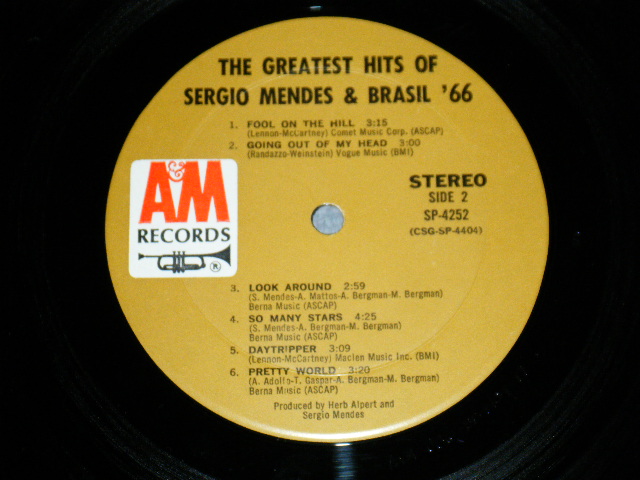 THE GREATEST HITS OF
SERGIO MENDES & BRASIL '66
1. FOOL ON THE HILL 3:15
(Lennon-McCartney) Comet Music Corp. (ASCAP)
2. GOING OUT OF MY HEAD 3:00
(Randazzo-Weinstein) Vogue Music (BMI)
A&M
RECORDS
®
STEREO
SIDE 2
SP-4252
(CSG-SP-4404)
3. LOOK AROUND 2:59
(S. Mendes-A. Mattos-A. Bergman-M. Bergman)
Berna Music (ASCAP)
4. SO MANY STARS 4:25
(S. Mendes-A. Bergman-M. Bergman)
Berna Music (ASCAP)
5. DAYTRIPPER 3:09
(Lennon-McCartney) Maclen Music Inc. (BMI)
6. PRETTY WORLD 3:20
(A. Adolfo-T. Gaspar-A. Bergman-M. Bergman)
Berna Music (ASCAP)
Produced by Herb Alpert and
Sergio Mendes